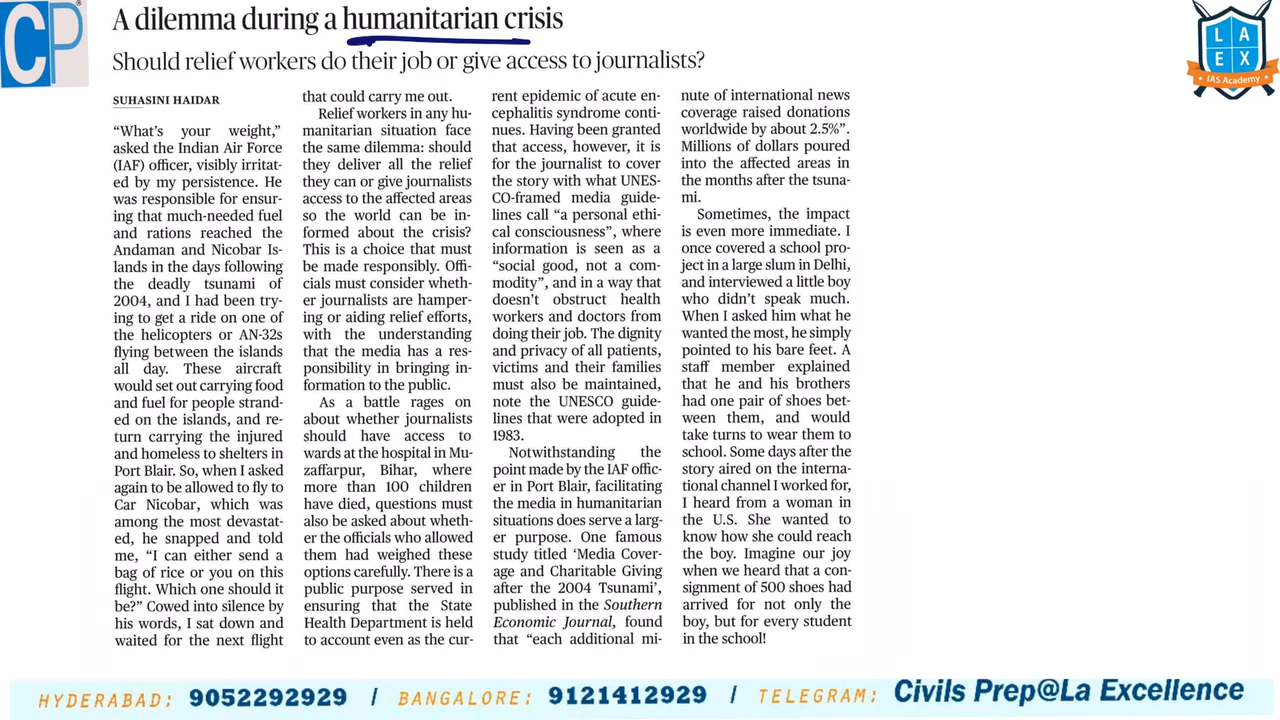 CP
A dilemma during a humanitarian crisis
Should relief workers do their job or give access to journalists?
L A
E X
IAS Academy
SUHASINI HAIDAR
“What’s your weight,”
asked the Indian Air Force
(IAF) officer, visibly irritat-
ed by my persistence. He
was responsible for ensur-
ing that much-needed fuel
and rations reached the
Andaman and Nicobar Is-
lands in the days following
the deadly tsunami of
2004, and I had been try-
ing to get a ride on one of
the helicopters or AN-32s
flying between the islands
all day. These aircraft
would set out carrying food
and fuel for people strand-
ed on the islands, and re-
turn carrying the injured
and homeless to shelters in
Port Blair. So, when I asked
again to be allowed to fly to
Car Nicobar, which was
among the most devastat-
ed, he snapped and told
me, “I can either send a
bag of rice or you on this
flight. Which one should it
be?” Cowed into silence by
his words, I sat down and
waited for the next flight
that could carry me out.
Relief workers in any hu-
manitarian situation face
the same dilemma: should
they deliver all the relief
they can or give journalists
access to the affected areas
so the world can be in-
formed about the crisis?
This is a choice that must
be made responsibly. Offi-
cials must consider wheth-
er journalists are hamper-
ing or aiding relief efforts,
with the understanding
that the media has a res-
ponsibility in bringing in-
formation to the public.
As a battle rages on
about whether journalists
should have access to
wards at the hospital in Mu-
zaffarpur, Bihar, where
more than 100 children
have died, questions must
also be asked about wheth-
er the officials who allowed
them had weighed these
options carefully. There is a
public purpose served in
ensuring that the State
Health Department is held
to account even as the cur-
rent epidemic of acute en-
cephalitis syndrome conti-
nues. Having been granted
that access, however, it is
for the journalist to cover
the story with what UNES-
CO-framed media guide-
lines call “a personal ethi-
cal consciousness”, where
information is seen as a
“social good, not a com-
modity”, and in a way that
doesn’t obstruct health
workers and doctors from
doing their job. The dignity
and privacy of all patients,
victims and their families
must also be maintained,
note the UNESCO guide-
lines that were adopted in
1983.
Notwithstanding the
point made by the IAF offic-
er in Port Blair, facilitating
the media in humanitarian
situations does serve a larg-
er purpose. One famous
study titled ‘Media Cover-
age and Charitable Giving
after the 2004 Tsunami’,
published in the Southern
Economic Journal, found
that “each additional mi-
nute of international news
coverage raised donations
worldwide by about 2.5%”.
Millions of dollars poured
into the affected areas in
the months after the tsuna-
mi.
Sometimes, the impact
is even more immediate. I
once covered a school pro-
ject in a large slum in Delhi,
and interviewed a little boy
who didn’t speak much.
When I asked him what he
wanted the most, he simply
pointed to his bare feet. A
staff member explained
that he and his brothers
had one pair of shoes bet-
ween them, and would
take turns to wear them to
school. Some days after the
story aired on the interna-
tional channel I worked for,
I heard from a woman in
the U.S. She wanted to
know how she could reach
the boy. Imagine our joy
when we heard that a con-
signment of 500 shoes had
arrived for not only the
boy, but for every student
in the school!
HYDERABAD: 9052292929 / BANGALORE: 9121412929 / TELEGRAM: Civils Prep@La Excellence